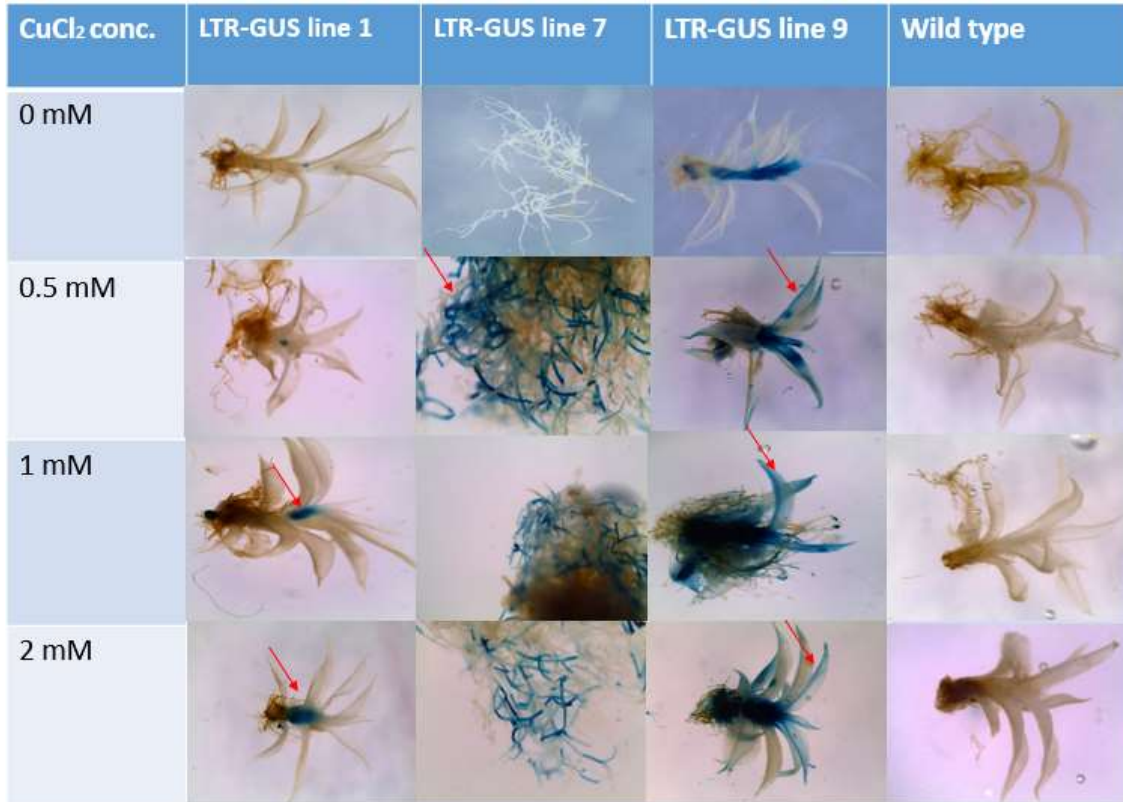 CuCl₂ conc. LTR-GUS line 1 LTR-GUS line 7 LTR-GUS line 9 Wild type
0 mM
0.5 mM
1 mM
2 mM